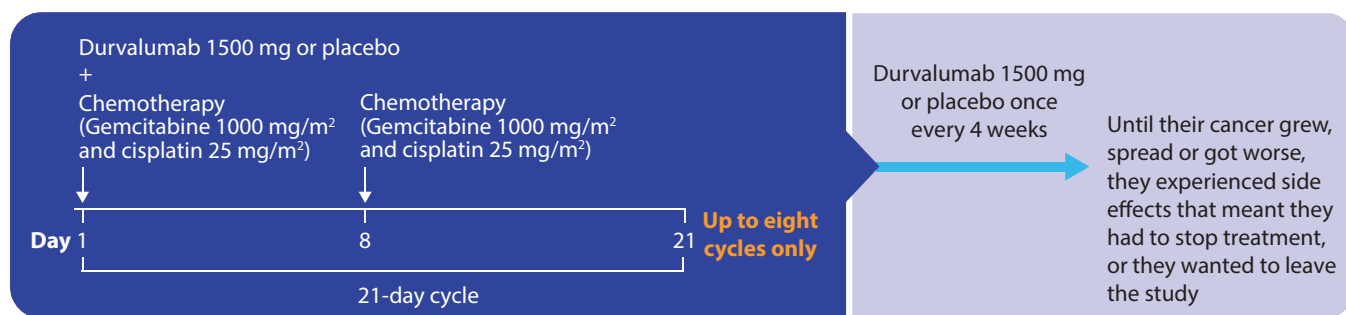 Durvalumab 1500 mg or placebo
+
Chemotherapy
(Gemcitabine 1000 mg/m²
and cisplatin 25 mg/m²)
Chemotherapy
(Gemcitabine 1000 mg/m²
and cisplatin 25 mg/m²)
Day 1
8
21
Up to eight
cycles only
21-day cycle
Durvalumab 1500 mg
or placebo once
every 4 weeks
Until their cancer grew,
spread or got worse,
they experienced side
effects that meant they
had to stop treatment,
or they wanted to leave
the study